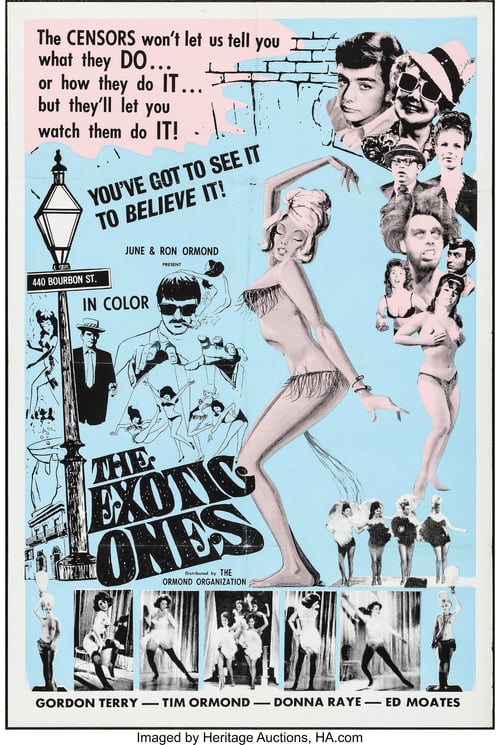 The CENSORS won't let us tell you
what they DO...
or how they do IT...
but they'll let you
watch them do IT!
YOU'VE GOT TO SEE IT
TO BELIEVE IT!
JUNE & RON ORMOND
PRESENT
440 BOURBON ST.
IN COLOR
THE
EXOTIC
ONES
Distributed by THE
ORMOND ORGANIZATION
GORDON TERRY — TIM ORMOND — DONNA RAYE — ED MOATES
Imaged by Heritage Auctions, HA.com